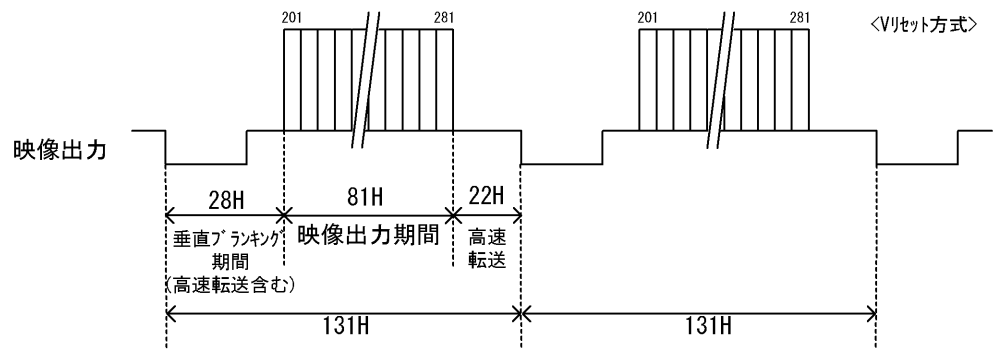 201
281
201
281
<Vﾘｾｯﾄ方式>
映像出力
28H
81H
22H
垂直ﾌﾞﾗﾝｷﾝｸﾞ
期間
(高速転送含む)
映像出力期間
高速
転送
131H
131H